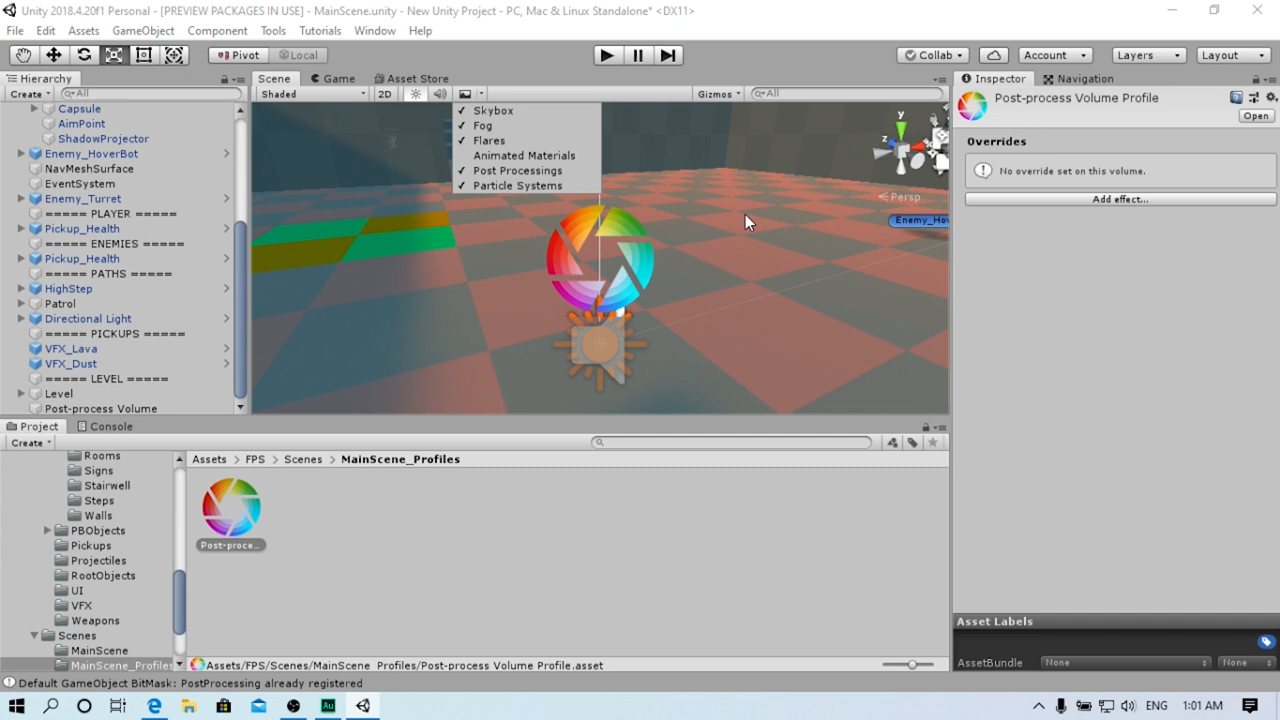 Unity 2018.4.20f1 Personal - [PREVIEW PACKAGES IN USE] - MainScene.unity - New Unity Project - PC, Mac & Linux Standalone* <DX11>
File Edit Assets GameObject Component Tools Tutorials Window Help
Pivot Local Collab Account Layers Layout
Hierarchy Scene Game Asset Store Inspector Navigation
Create All Shaded 2D Gizmos All Post-process Volume Profile
Open
Capsule
AimPoint
ShadowProjector
Enemy_HoverBot
NavMeshSurface
EventSystem
Enemy_Turret
===== PLAYER =====
Pickup_Health
===== ENEMIES =====
Pickup_Health
===== PATHS =====
HighStep
Patrol
Directional Light
===== PICKUPS =====
VFX_Lava
VFX_Dust
===== LEVEL =====
Level
Post-process Volume
Skybox
Fog
Flares
Animated Materials
Post Processings
Particle Systems
y
z
Persp
Enemy_Hov
Overrides
No override set on this volume.
Add effect...
Project Console
Create
Rooms
Signs
Stairwell
Steps
Walls
PBObjects
Pickups
Projectiles
RootObjects
UI
VFX
Weapons
Scenes
MainScene
MainScene_Profiles
Assets > FPS > Scenes > MainScene_Profiles
Post-proce...
Assets/FPS/Scenes/MainScene_Profiles/Post-process Volume Profile.asset
Asset Labels
AssetBundle None None
Default GameObject BitMask: PostProcessing already registered
Au ENG 1:01 AM